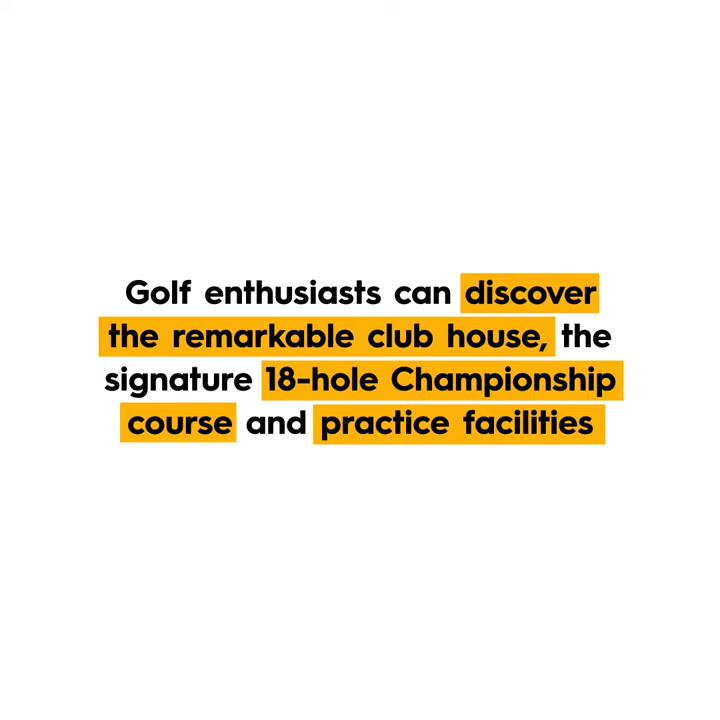 Golf enthusiasts can discover
the remarkable club house, the
signature 18-hole Championship
course and practice facilities